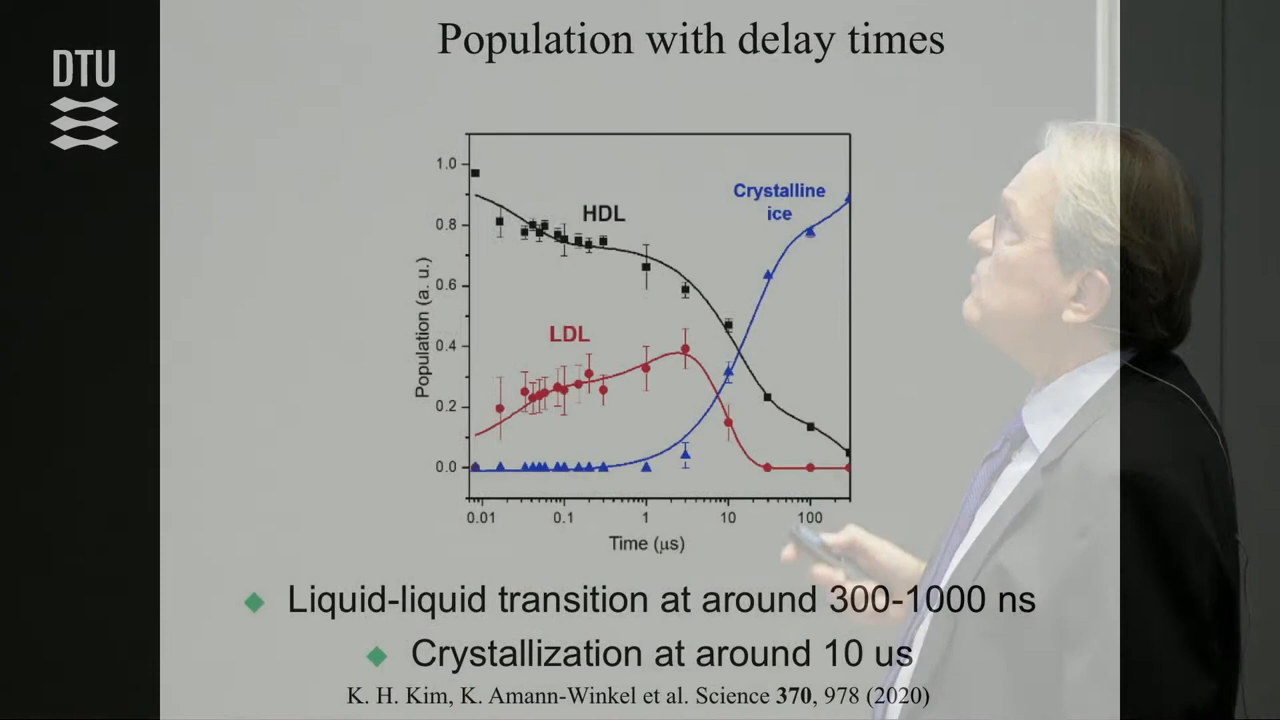 DTU
Population with delay times
1.0
0.8
0.6
0.4
0.2
0.0
Population (a. u.)
HDL
LDL
Crystalline
ice
0.01
0.1
1
10
100
Time (μs)
Liquid-liquid transition at around 300-1000 ns
Crystallization at around 10 us
K. H. Kim, K. Amann-Winkel et al. Science 370, 978 (2020)